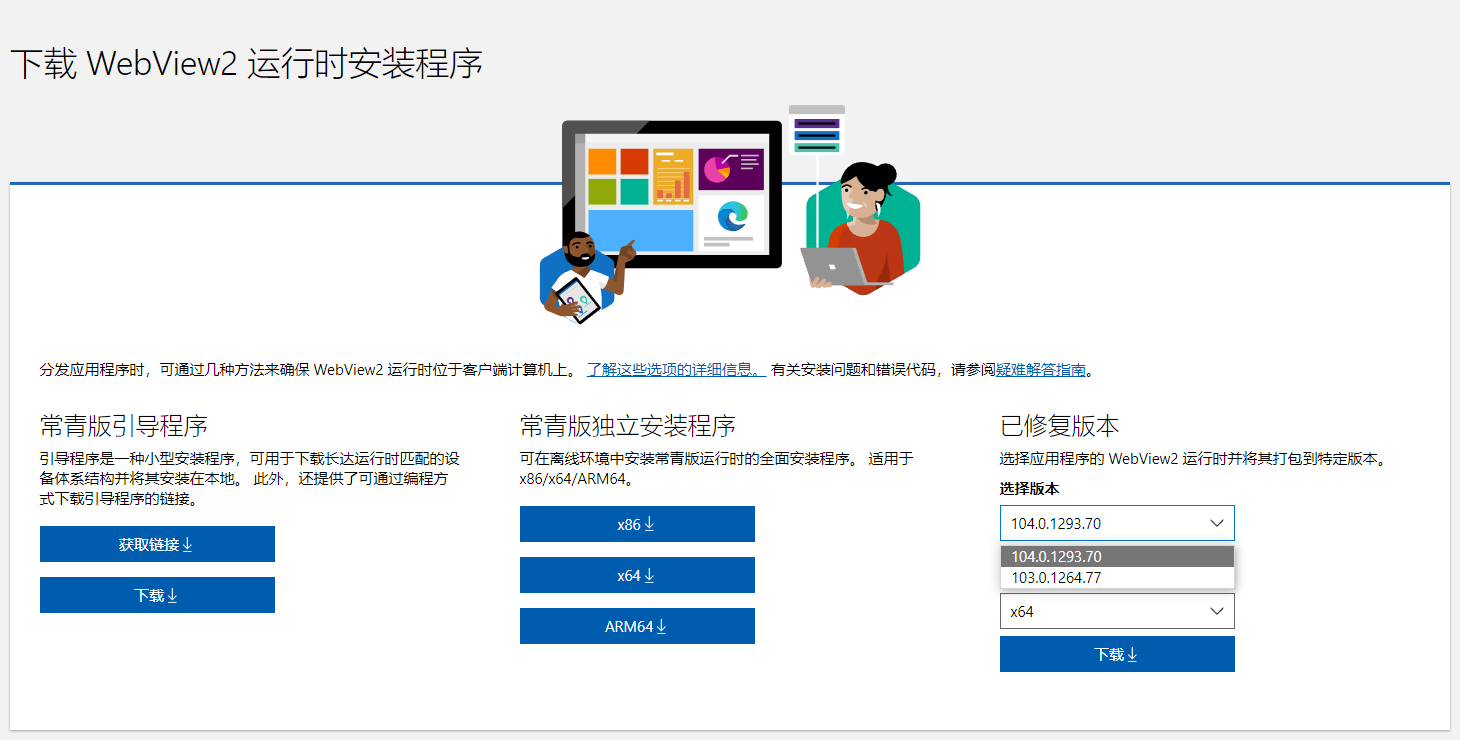 下载 WebView2 运行时安装程序
分发应用程序时，可通过几种方法来确保 WebView2 运行时位于客户端计算机上。 了解这些选项的详细信息。 有关安装问题和错误代码，请参阅疑难解答指南。
常青版引导程序
引导程序是一种小型安装程序，可用于下载长达运行时匹配的设
备体系结构并将其安装在本地。 此外，还提供了可通过编程方
式下载引导程序的链接。
获取链接
下载
常青版独立安装程序
可在离线环境中安装常青版运行时的全面安装程序。 适用于
x86/x64/ARM64。
x86
x64
ARM64
已修复版本
选择应用程序的 WebView2 运行时并将其打包到特定版本。
选择版本
104.0.1293.70
104.0.1293.70
103.0.1264.77
x64
下载